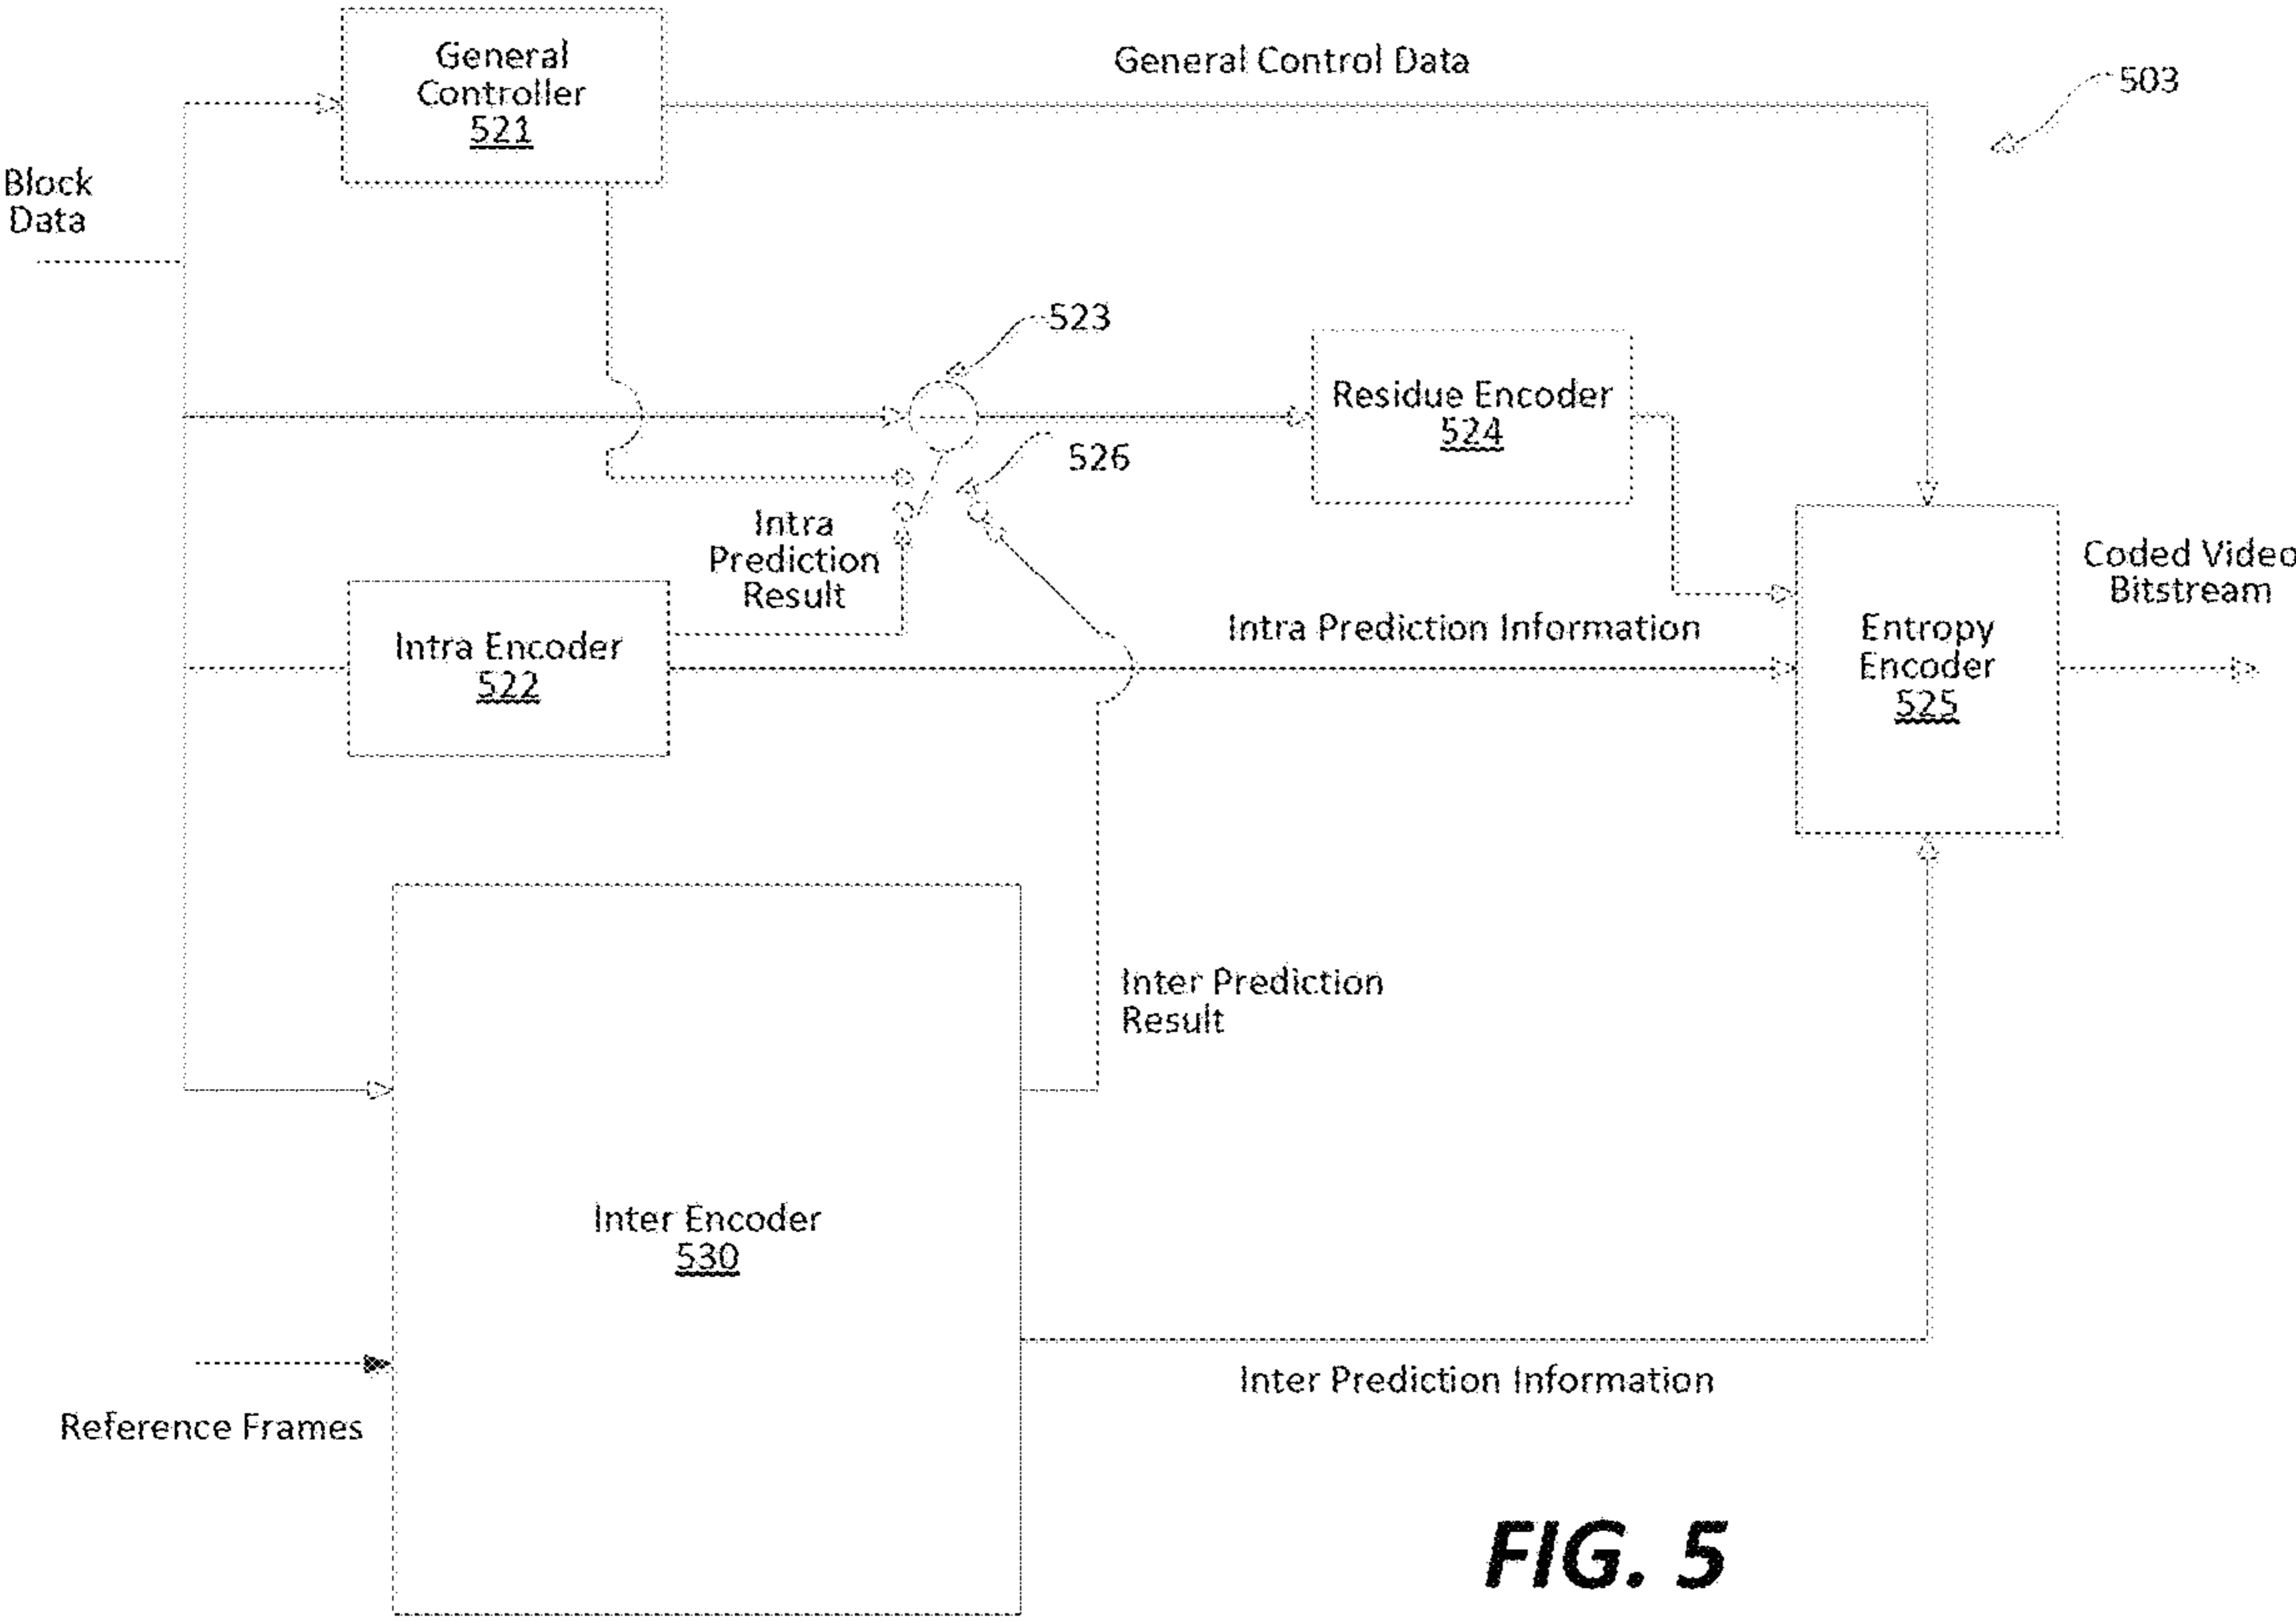 General
Controller
521
General Control Data
503
Block
Data
523
Residue Encoder
524
526
Intra
Prediction
Result
Intra Encoder
522
Intra Prediction Information
Entropy
Encoder
525
Coded Video
Bitstream
Inter Prediction
Result
Inter Encoder
530
Reference Frames
Inter Prediction Information
FIG. 5